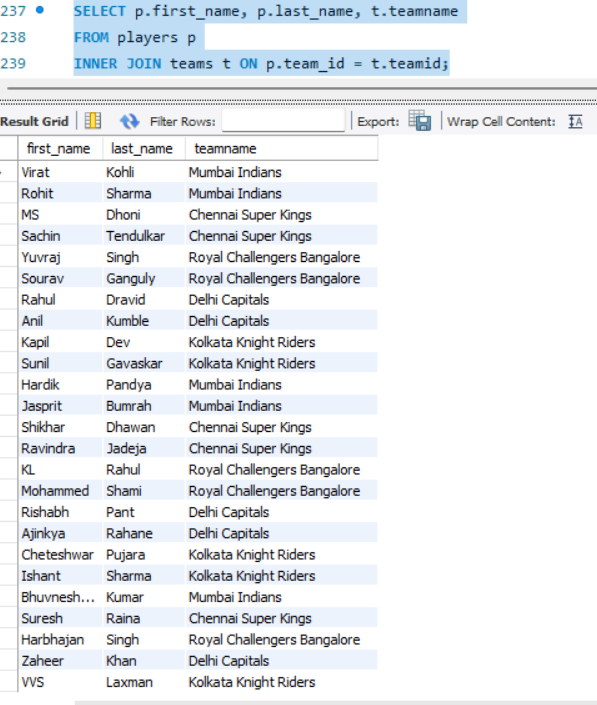 237 SELECT p.first_name, p.last_name, t.teamname
238 FROM players p
239 INNER JOIN teams t ON p.team_id = t.teamid;
Result Grid Filter Rows: Export: Wrap Cell Content: IA
first_name last_name teamname
Virat Kohli Mumbai Indians
Rohit Sharma Mumbai Indians
MS Dhoni Chennai Super Kings
Sachin Tendulkar Chennai Super Kings
Yuvraj Singh Royal Challengers Bangalore
Sourav Ganguly Royal Challengers Bangalore
Rahul Dravid Delhi Capitals
Anil Kumble Delhi Capitals
Kapil Dev Kolkata Knight Riders
Sunil Gavaskar Kolkata Knight Riders
Hardik Pandya Mumbai Indians
Jasprit Bumrah Mumbai Indians
Shikhar Dhawan Chennai Super Kings
Ravindra Jadeja Chennai Super Kings
KL Rahul Royal Challengers Bangalore
Mohammed Shami Royal Challengers Bangalore
Rishabh Pant Delhi Capitals
Ajinkya Rahane Delhi Capitals
Cheteshwar Pujara Kolkata Knight Riders
Ishant Sharma Kolkata Knight Riders
Bhuvnesh... Kumar Mumbai Indians
Suresh Raina Chennai Super Kings
Harbhajan Singh Royal Challengers Bangalore
Zaheer Khan Delhi Capitals
VVS Laxman Kolkata Knight Riders